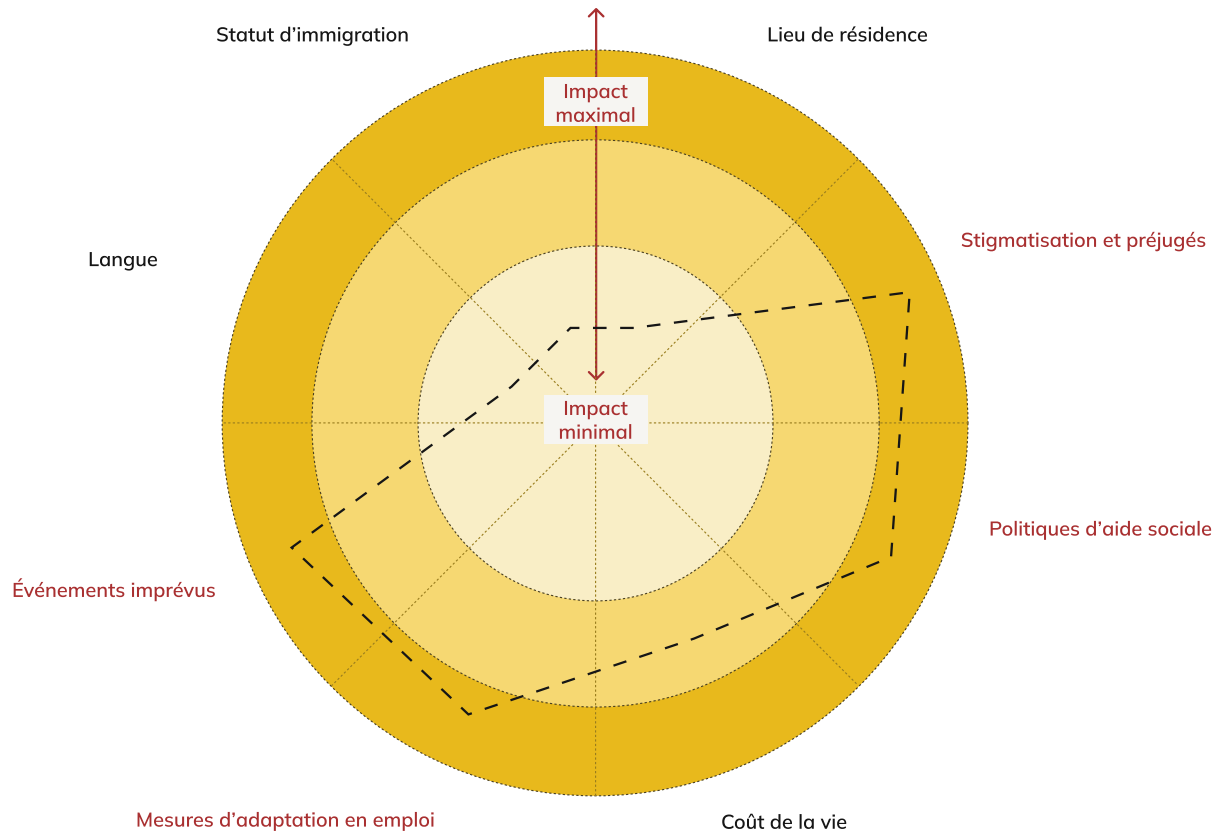 Statut d’immigration
Lieu de résidence
Impact
maximal
Stigmatisation et préjugés
Langue
Impact
minimal
Politiques d’aide sociale
Événements imprévus
Mesures d’adaptation en emploi
Coût de la vie